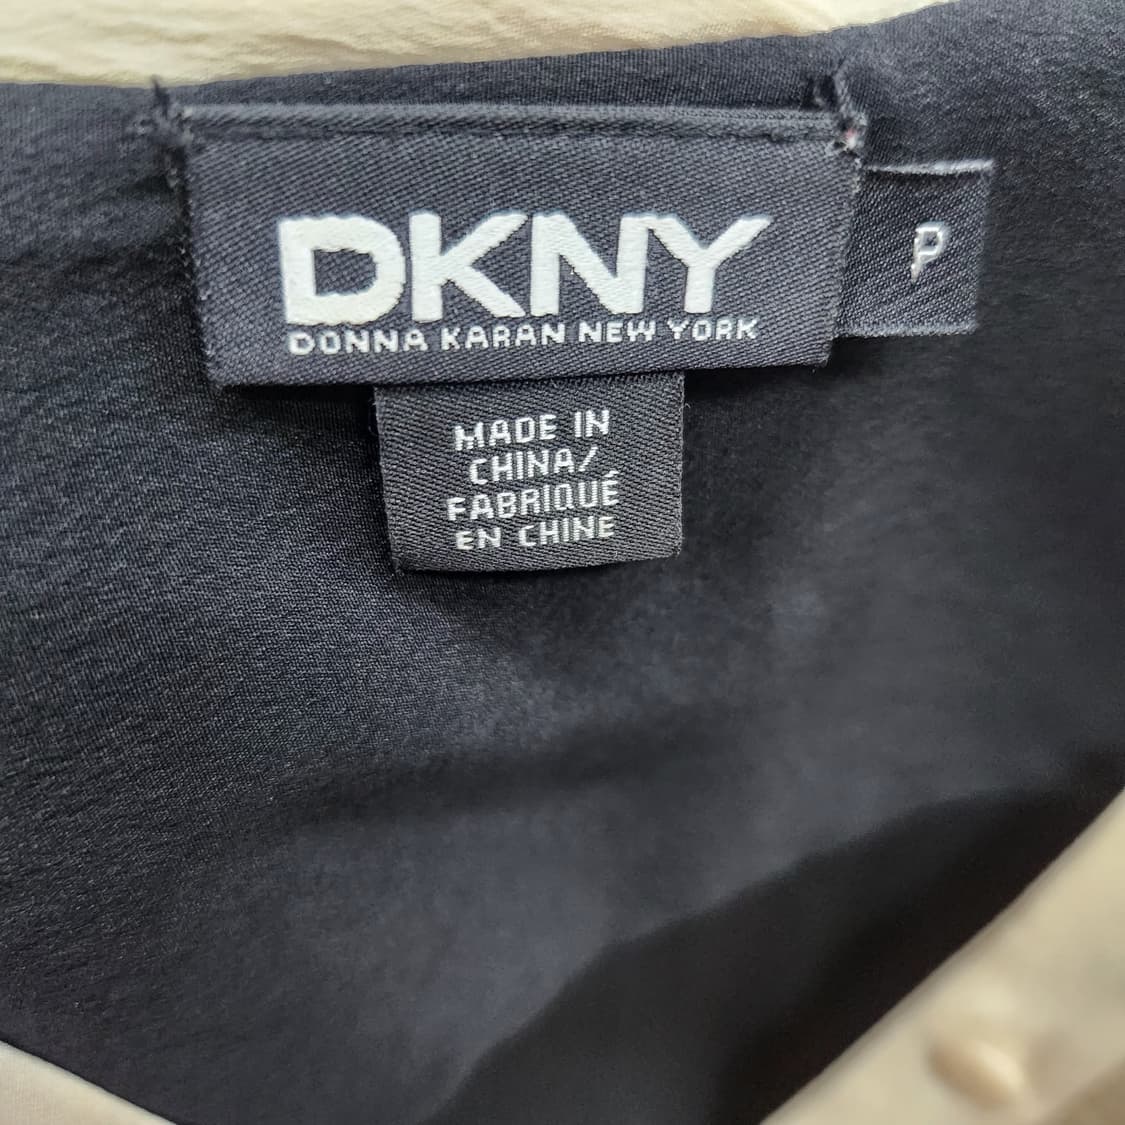 DKNY
DONNA KARAN NEW YORK
P
MADE IN
CHINA/
FABRIQUÉ
EN CHINE